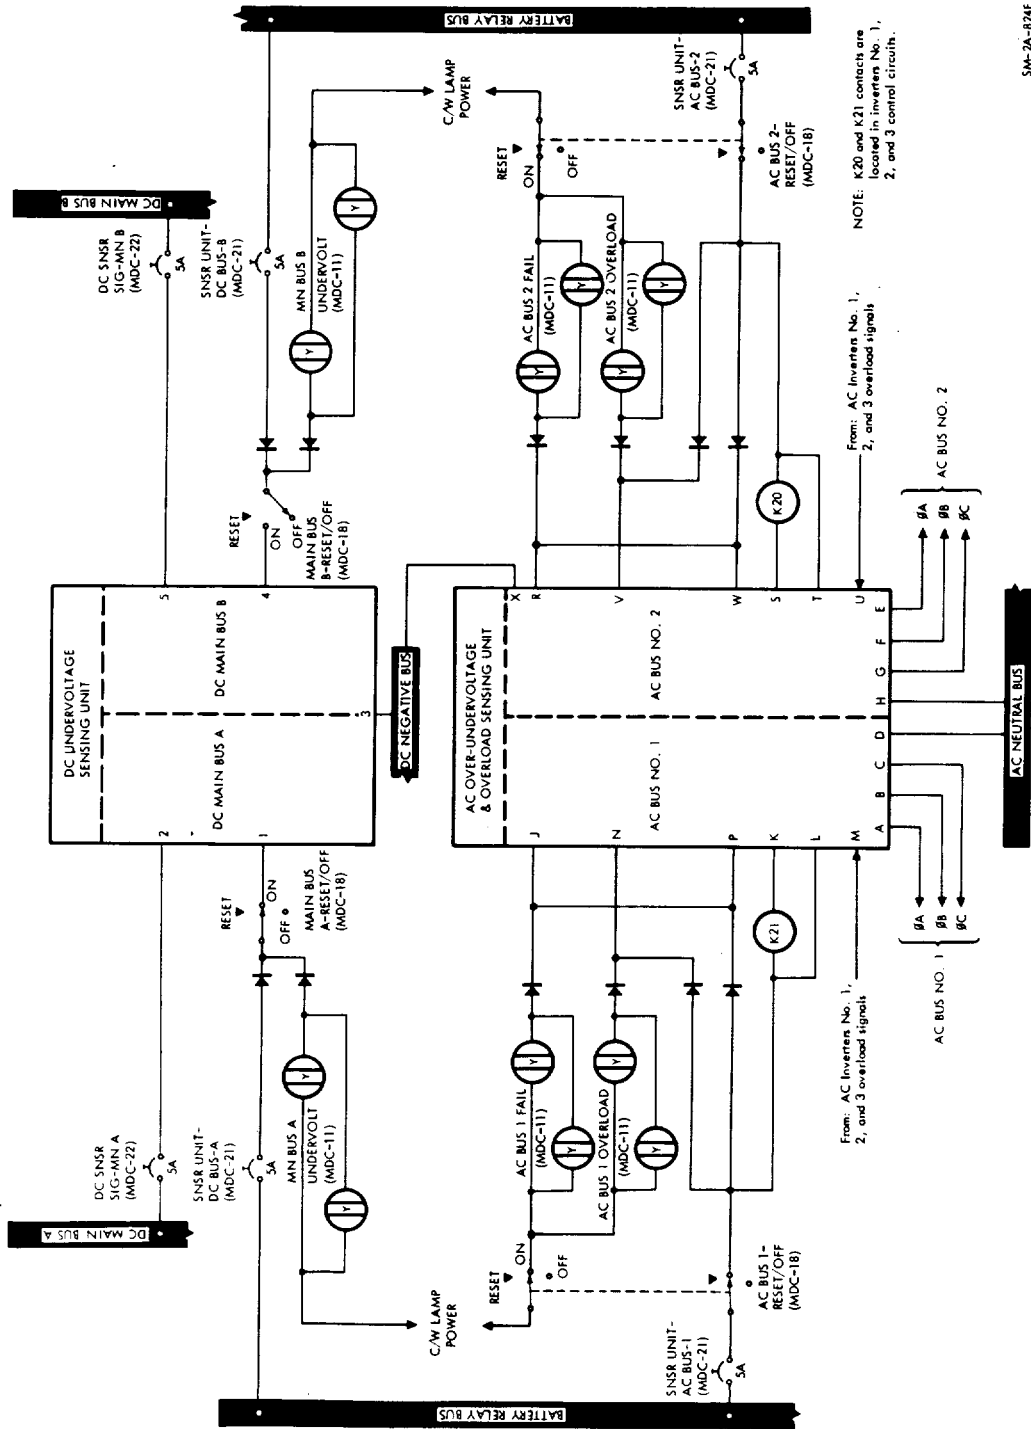 BATTERY RELAY BUS
DC MAIN BUS B
DC SNSR
SIG-MN B
(MDC-22)
5A
SNSR UNIT-
DC BUS-B
(MDC-21)
5A
MN BUS B
UNDERVOLT
(MDC-11)
Y
Y
C/W LAMP
POWER
RESET
ON
OFF
MAIN BUS
B-RESET/OFF
(MDC-18)
SNSR UNIT-
AC BUS-2
(MDC-21)
5A
RESET
ON
OFF
AC BUS 2-
RESET/OFF
(MDC-18)
AC BUS 2 FAIL
(MDC-11)
Y
Y
AC BUS 2 OVERLOAD
(MDC-11)
Y
Y
K20
NOTE: K20 and K21 contacts are
located in inverters No. 1,
2, and 3 control circuits.
From: AC Inverters No. 1,
2, and 3 overload signals
AC BUS NO. 2
ØA
ØB
ØC
DC UNDERVOLTAGE
SENSING UNIT
DC MAIN BUS A
DC MAIN BUS B
2
1
5
4
3
DC NEGATIVE BUS
AC OVER-UNDERVOLTAGE
& OVERLOAD SENSING UNIT
AC BUS NO. 1
AC BUS NO. 2
J
N
P
K
L
M
X
R
V
W
S
T
U
A
B
C
D
H
G
F
E
AC NEUTRAL BUS
DC MAIN BUS A
DC SNSR
SIG-MN A
(MDC-22)
5A
SNSR UNIT-
DC BUS-A
(MDC-21)
5A
MN BUS A
UNDERVOLT
(MDC-11)
Y
Y
RESET
ON
OFF
MAIN BUS
A-RESET/OFF
(MDC-18)
C/W LAMP
POWER
RESET
ON
OFF
AC BUS 1 FAIL
(MDC-11)
Y
Y
AC BUS 1 OVERLOAD
(MDC-11)
Y
Y
K21
AC BUS 1-
RESET/OFF
(MDC-18)
SNSR UNIT-
AC BUS-1
(MDC-21)
5A
From: AC Inverters No. 1,
2, and 3 overload signals
AC BUS NO. 1
ØA
ØB
ØC
BATTERY RELAY BUS